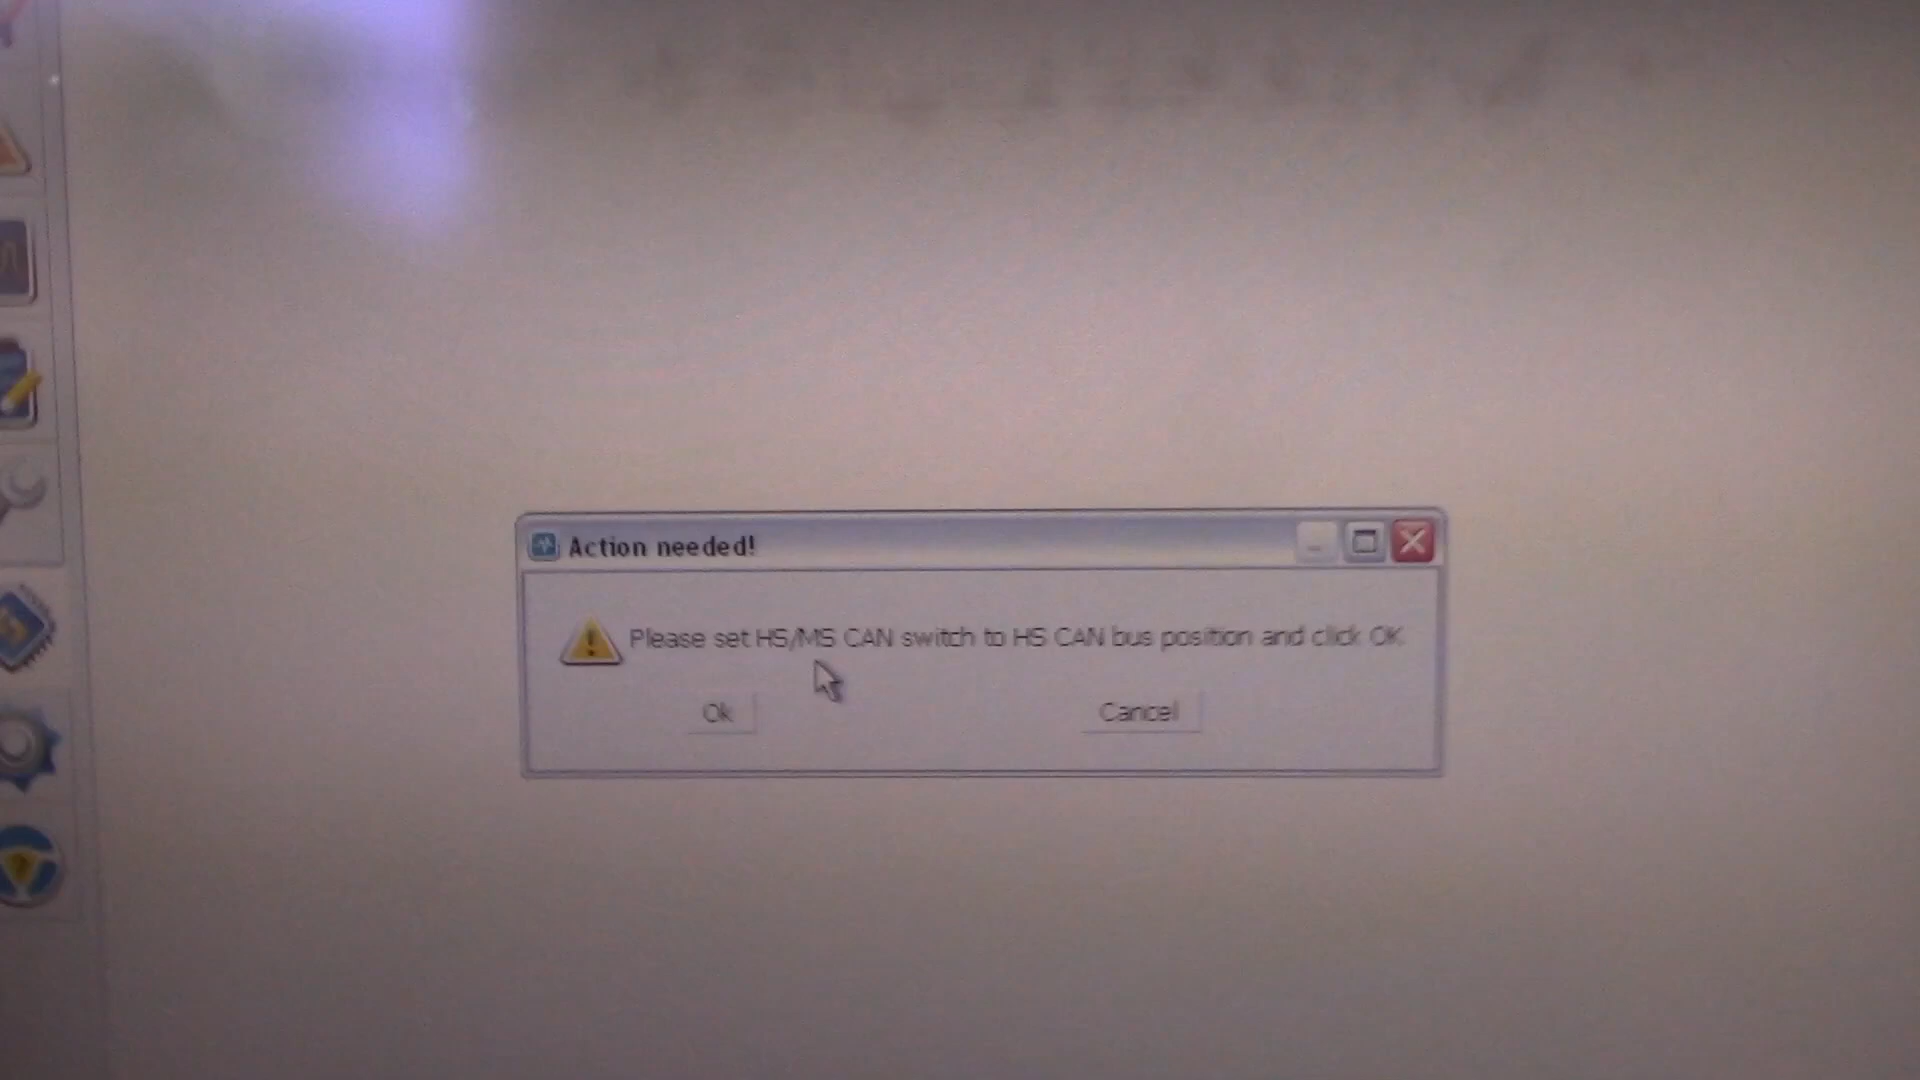 Action needed!
Please set HS/MS CAN switch to HS CAN bus position and click OK
Ok
Cancel